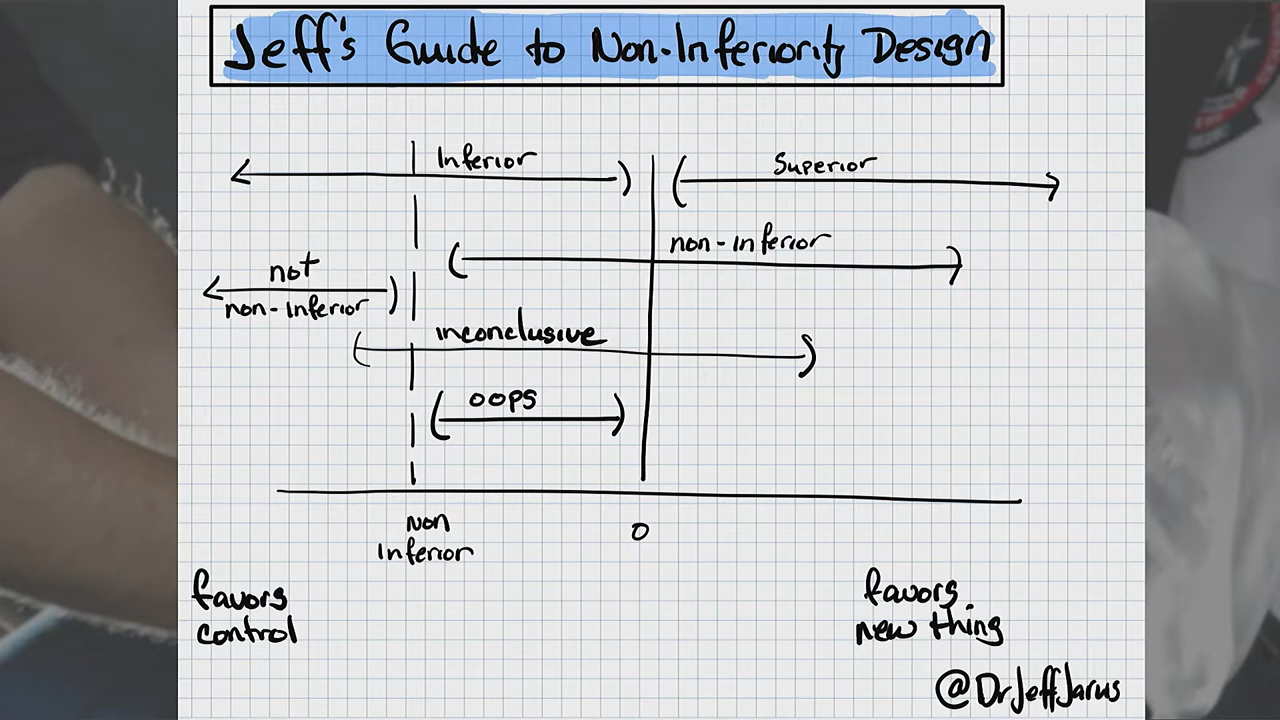 Jeff's Guide to Non-Inferiority Design
Inferior
Superior
non-inferior
not
non-inferior
inconclusive
oops
Non
Inferior
0
favors
control
favors
new thing
@DrJeffJarvis